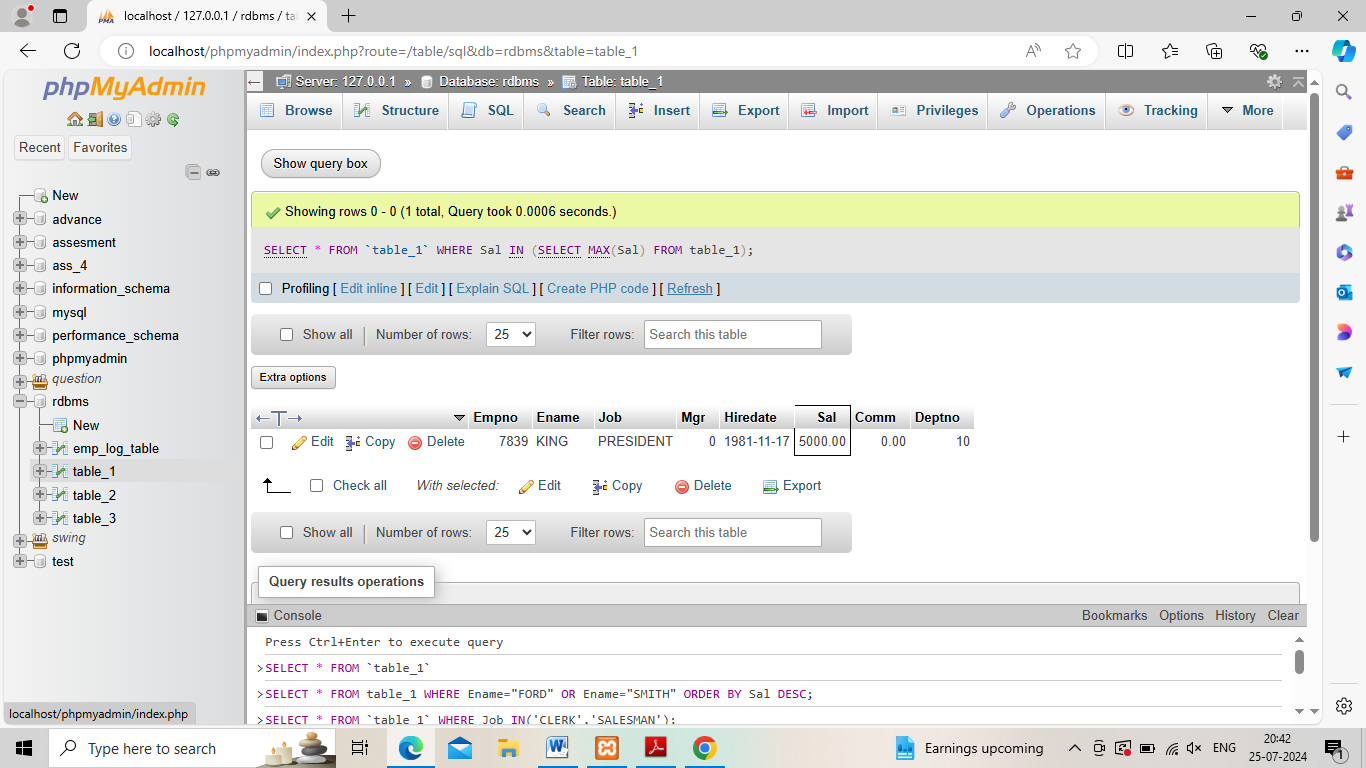 localhost / 127.0.0.1 / rdbms / ta
localhost/phpmyadmin/index.php?route=/table/sql&db=rdbms&table=table_1
phpMyAdmin
Recent Favorites
New
advance
assesment
ass_4
information_schema
mysql
performance_schema
phpmyadmin
question
rdbms
New
emp_log_table
table_1
table_2
table_3
swing
test
localhost/phpmyadmin/index.php
Server: 127.0.0.1 » Database: rdbms » Table: table_1
Browse Structure SQL Search Insert Export Import Privileges Operations Tracking More
Show query box
Showing rows 0 - 0 (1 total, Query took 0.0006 seconds.)
SELECT * FROM `table_1` WHERE Sal IN (SELECT MAX(Sal) FROM table_1);
Profiling [ Edit inline ] [ Edit ] [ Explain SQL ] [ Create PHP code ] [ Refresh ]
Show all | Number of rows: 25 Filter rows: Search this table
Extra options
←T→ Empno Ename Job Mgr Hiredate Sal Comm Deptno
Edit Copy Delete 7839 KING PRESIDENT 0 1981-11-17 5000.00 0.00 10
Check all With selected: Edit Copy Delete Export
Show all | Number of rows: 25 Filter rows: Search this table
Query results operations
Console Bookmarks Options History Clear
Press Ctrl+Enter to execute query
>SELECT * FROM `table_1`
>SELECT * FROM table_1 WHERE Ename="FORD" OR Ename="SMITH" ORDER BY Sal DESC;
>SELECT * FROM `table_1` WHERE Job IN('CLERK','SALESMAN');
Type here to search
Earnings upcoming
ENG
20:42
25-07-2024
1